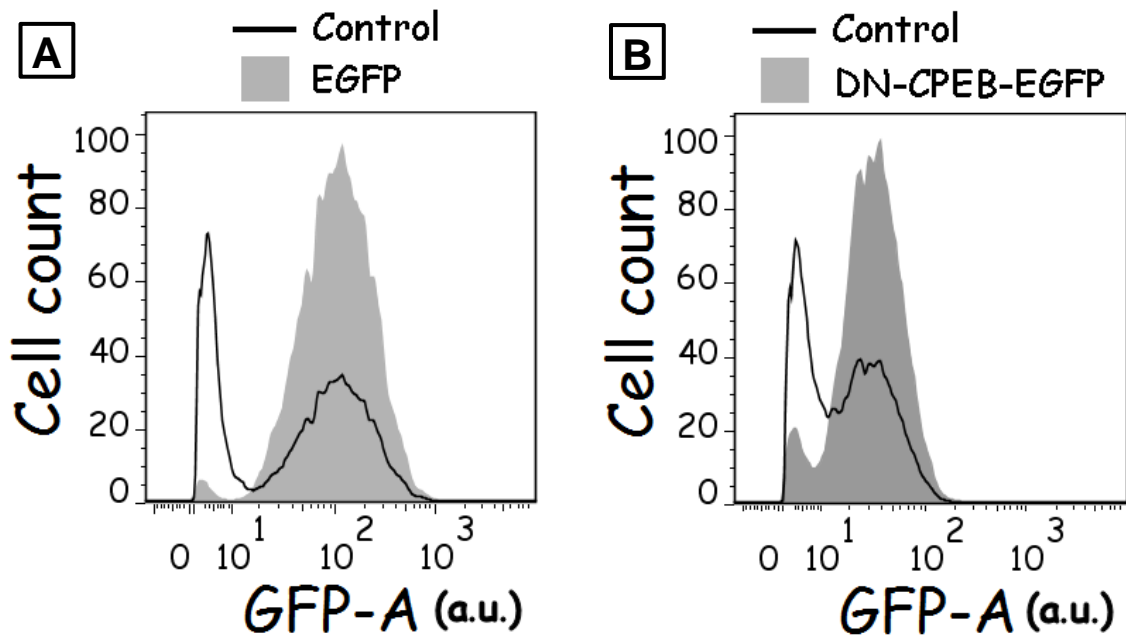 A
Control
EGFP
Cell count
100
80
60
40
20
0
0 10^1 10^2 10^3
GFP-A (a.u.)
B
Control
DN-CPEB-EGFP
Cell count
100
80
60
40
20
0
0 10^1 10^2 10^3
GFP-A (a.u.)